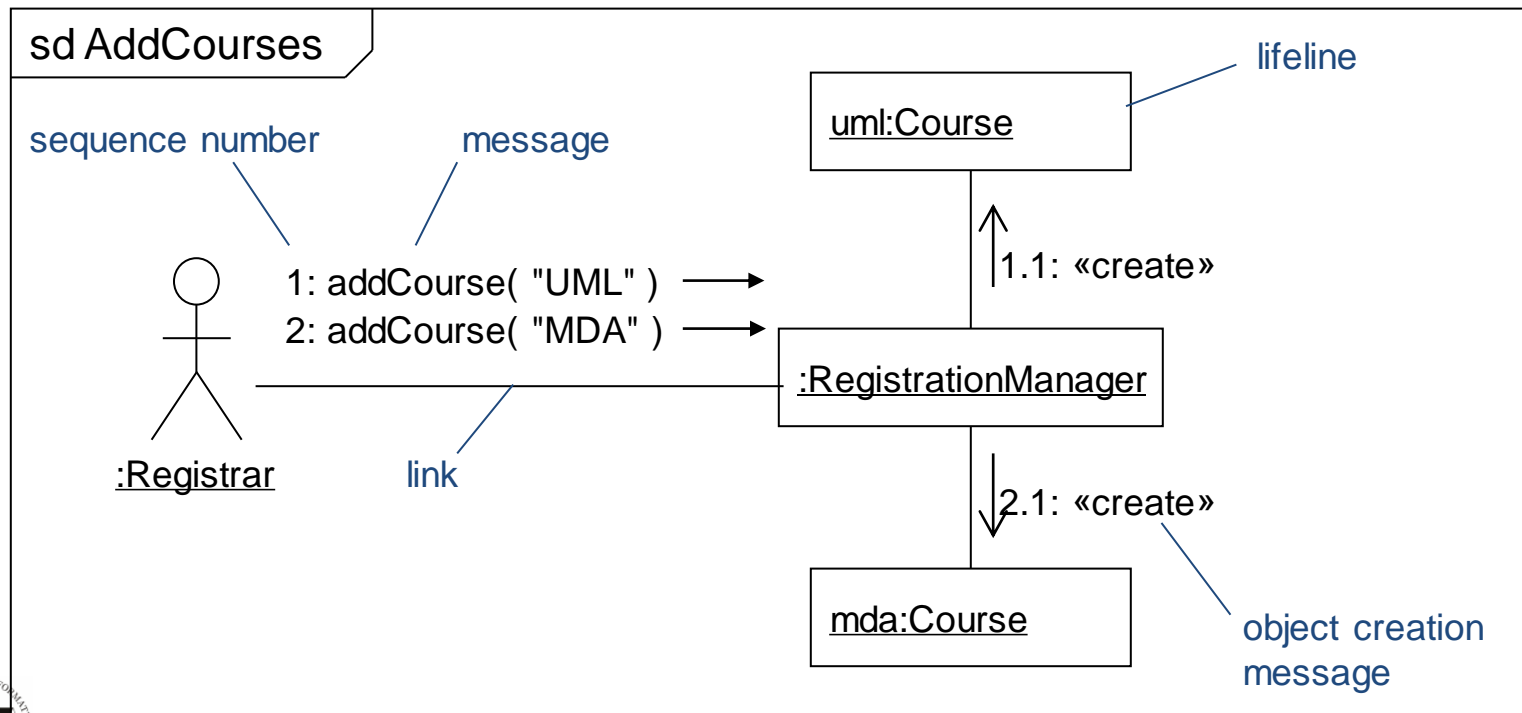 sd AddCourses
lifeline
uml:Course
sequence number
message
1: addCourse( "UML" )
1.1: «create»
2: addCourse( "MDA" )
:RegistrationManager
:Registrar
link
2.1: «create»
mda:Course
object creation
message